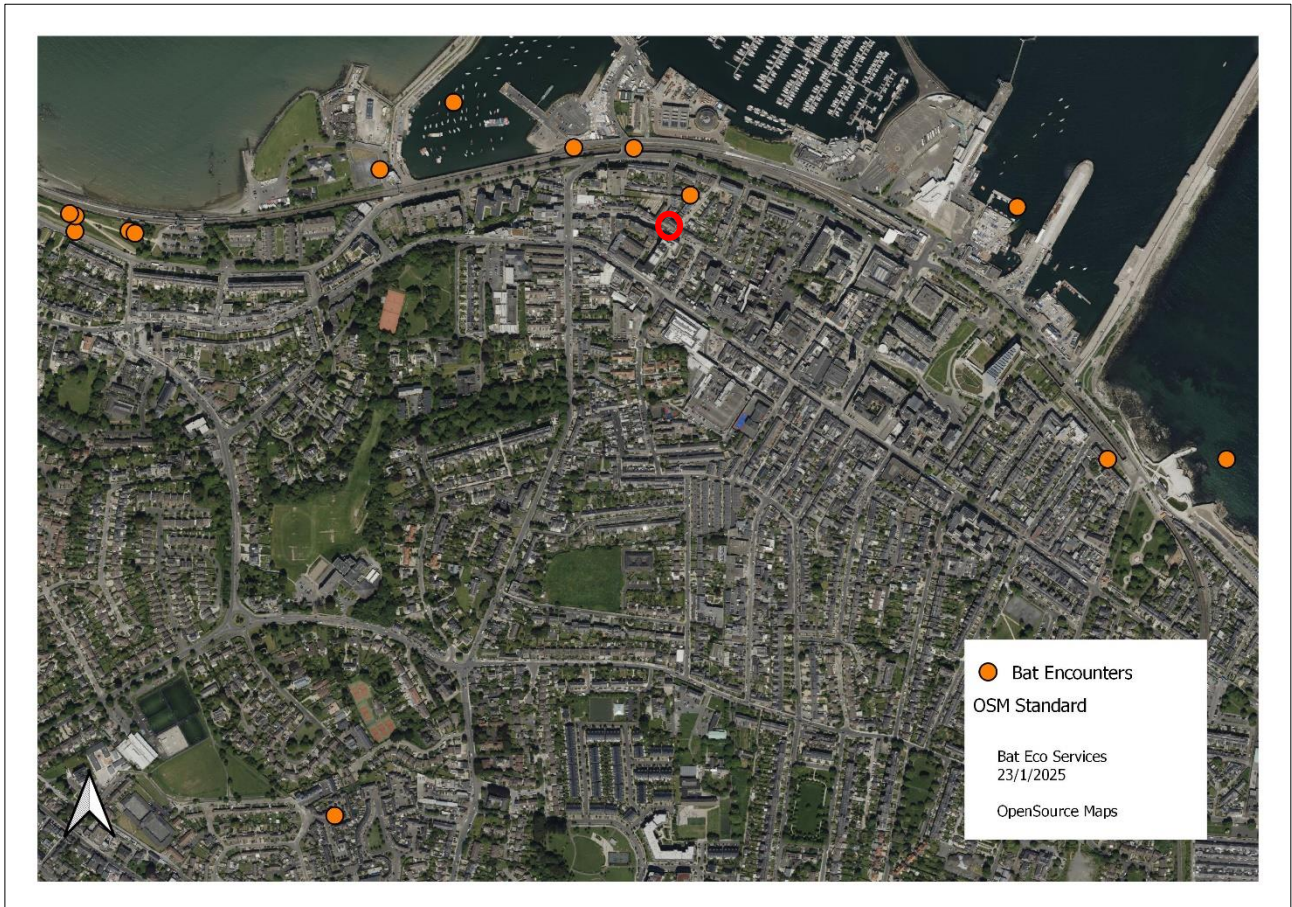 Bat Encounters
OSM Standard
Bat Eco Services
23/1/2025
OpenSource Maps